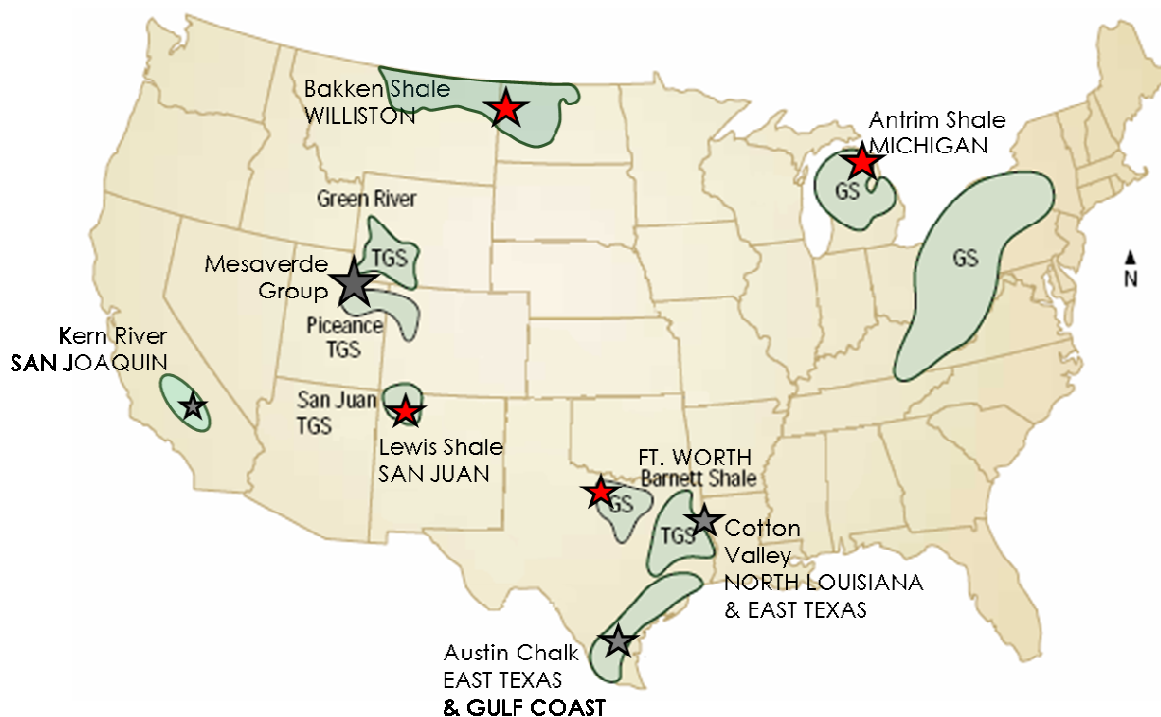 Bakken Shale
WILLISTON
Antrim Shale
MICHIGAN
GS
Green River
TGS
GS
Mesaverde
Group
N
Piceance
TGS
Kern River
SAN JOAQUIN
San Juan
TGS
Lewis Shale
SAN JUAN
FT. WORTH
Barnett Shale
GS
TGS
Cotton
Valley
NORTH LOUISIANA
& EAST TEXAS
Austin Chalk
EAST TEXAS
& GULF COAST